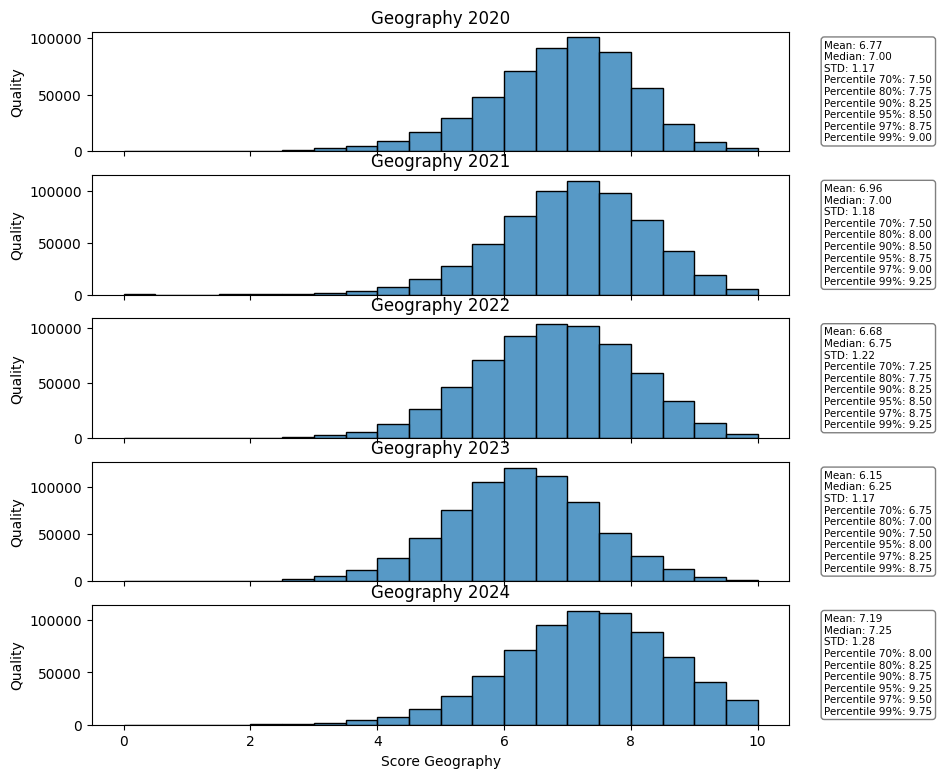 Geography 2020
100000
50000
0
Quality
Mean: 6.77
Median: 7.00
STD: 1.17
Percentile 70%: 7.50
Percentile 80%: 7.75
Percentile 90%: 8.25
Percentile 95%: 8.50
Percentile 97%: 8.75
Percentile 99%: 9.00
Geography 2021
100000
50000
0
Quality
Mean: 6.96
Median: 7.00
STD: 1.18
Percentile 70%: 7.50
Percentile 80%: 8.00
Percentile 90%: 8.50
Percentile 95%: 8.75
Percentile 97%: 9.00
Percentile 99%: 9.25
Geography 2022
100000
50000
0
Quality
Mean: 6.68
Median: 6.75
STD: 1.22
Percentile 70%: 7.25
Percentile 80%: 7.75
Percentile 90%: 8.25
Percentile 95%: 8.50
Percentile 97%: 8.75
Percentile 99%: 9.25
Geography 2023
100000
50000
0
Quality
Mean: 6.15
Median: 6.25
STD: 1.17
Percentile 70%: 6.75
Percentile 80%: 7.00
Percentile 90%: 7.50
Percentile 95%: 8.00
Percentile 97%: 8.25
Percentile 99%: 8.75
Geography 2024
100000
50000
0
Quality
Mean: 7.19
Median: 7.25
STD: 1.28
Percentile 70%: 8.00
Percentile 80%: 8.25
Percentile 90%: 8.75
Percentile 95%: 9.25
Percentile 97%: 9.50
Percentile 99%: 9.75
0 2 4 6 8 10
Score Geography